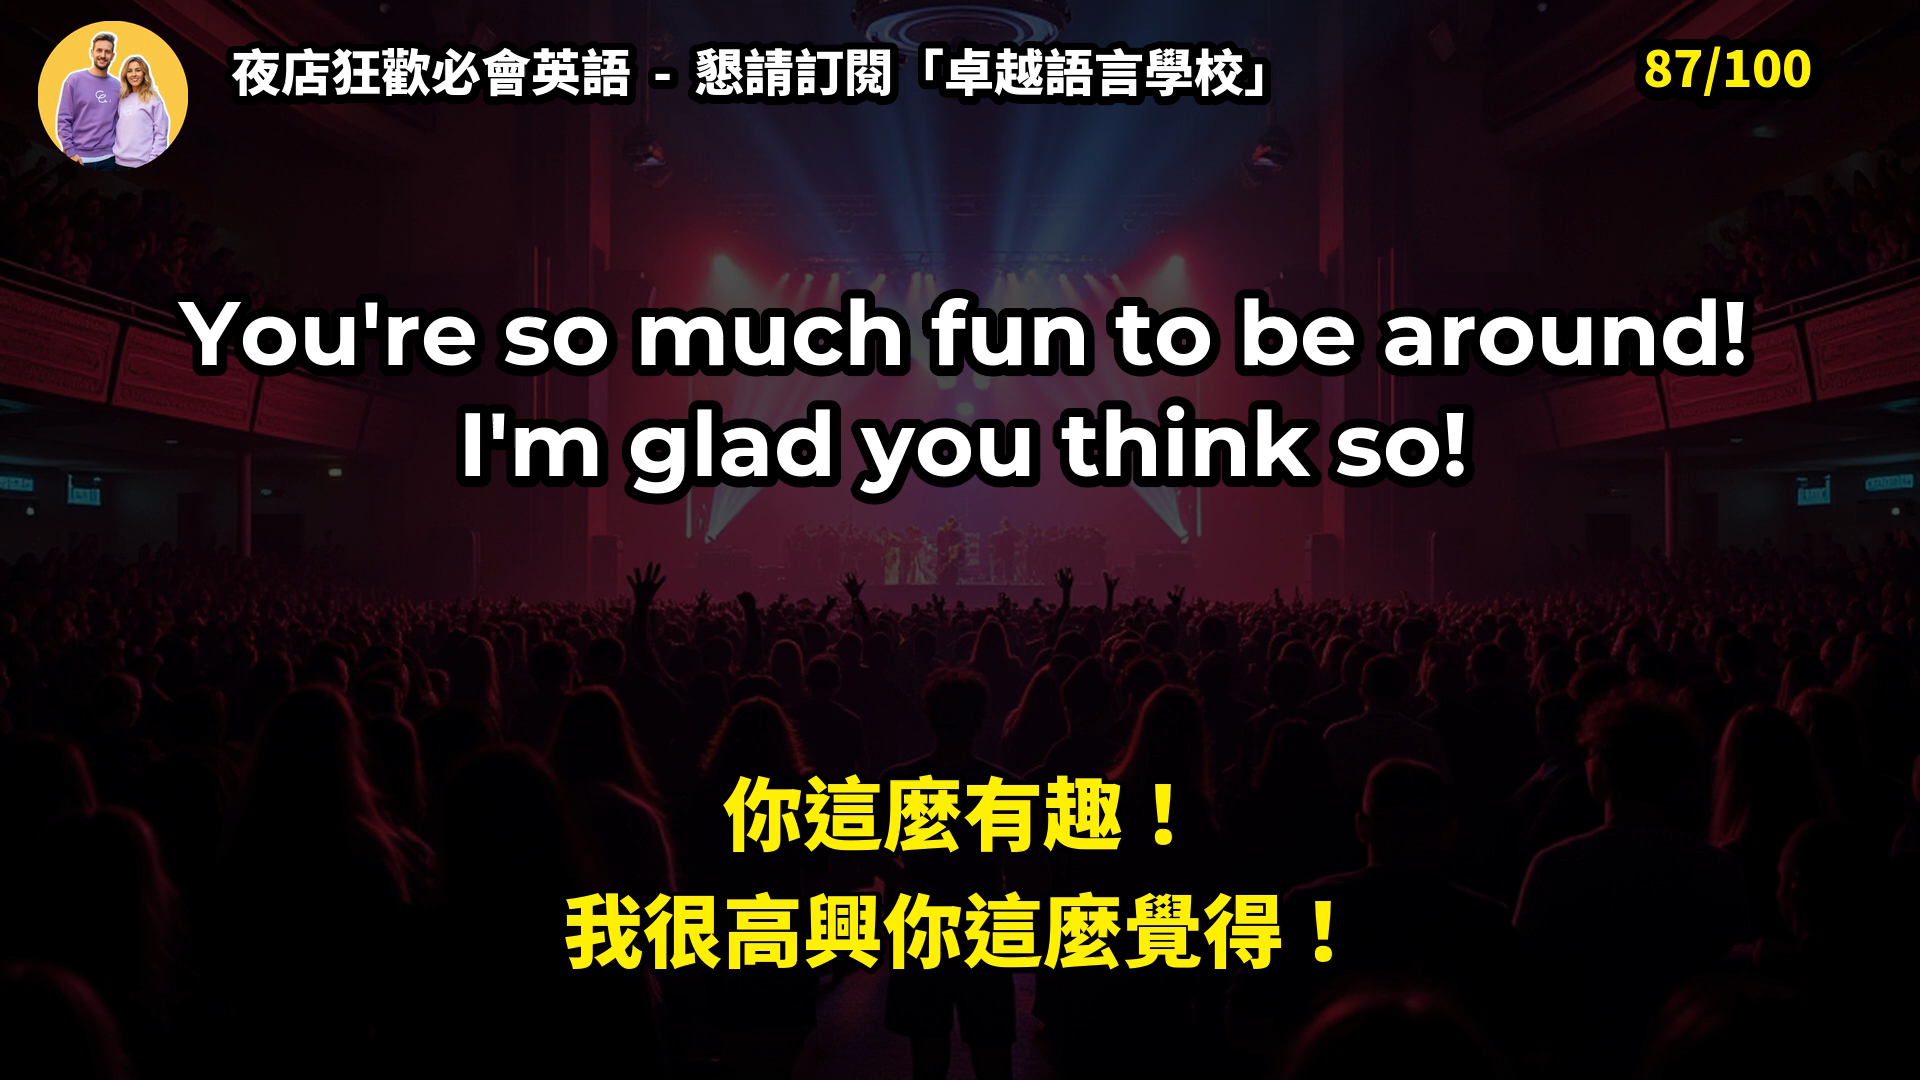 夜店狂歡必會英語 - 懇請訂閱「卓越語言學校」
87/100
You're so much fun to be around!
I'm glad you think so!
你這麼有趣！
我很高興你這麼覺得！